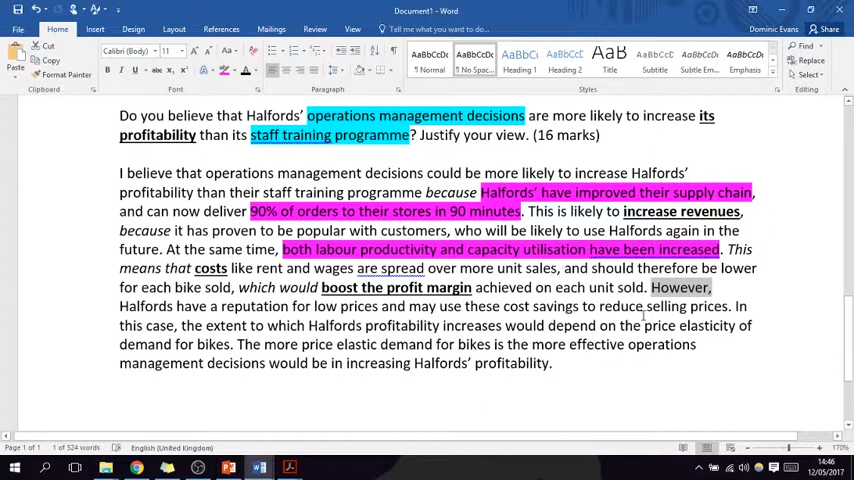 Document1 - Word
Dominic Evans
File
Home
Insert
Design
Layout
References
Mailings
Review
View
Tell me what you want to do...
Share
Cut
Copy
Paste
Format Painter
Calibri (Body)
11
AaBbCcDc
¶ Normal
AaBbCcDc
¶ No Spac...
AaBbCc
Heading 1
AaBbCcC
Heading 2
AaB
Title
AaBbCcC
Subtitle
AaBbCcDc
Subtle Em...
AaBbCcDc
Emphasis
Find
Replace
Select
Clipboard
Font
Paragraph
Styles
Editing
Do you believe that Halfords’ operations management decisions are more likely to increase its
profitability than its staff training programme? Justify your view. (16 marks)
I believe that operations management decisions could be more likely to increase Halfords’
profitability than their staff training programme because Halfords’ have improved their supply chain,
and can now deliver 90% of orders to their stores in 90 minutes. This is likely to increase revenues,
because it has proven to be popular with customers, who will be likely to use Halfords again in the
future. At the same time, both labour productivity and capacity utilisation have been increased. This
means that costs like rent and wages are spread over more unit sales, and should therefore be lower
for each bike sold, which would boost the profit margin achieved on each unit sold. However,
Halfords have a reputation for low prices and may use these cost savings to reduce selling prices. In
this case, the extent to which Halfords profitability increases would depend on the price elasticity of
demand for bikes. The more price elastic demand for bikes is the more effective operations
management decisions would be in increasing Halfords’ profitability.
Page 1 of 1
1 of 524 words
English (United Kingdom)
170%
14:46
12/05/2017